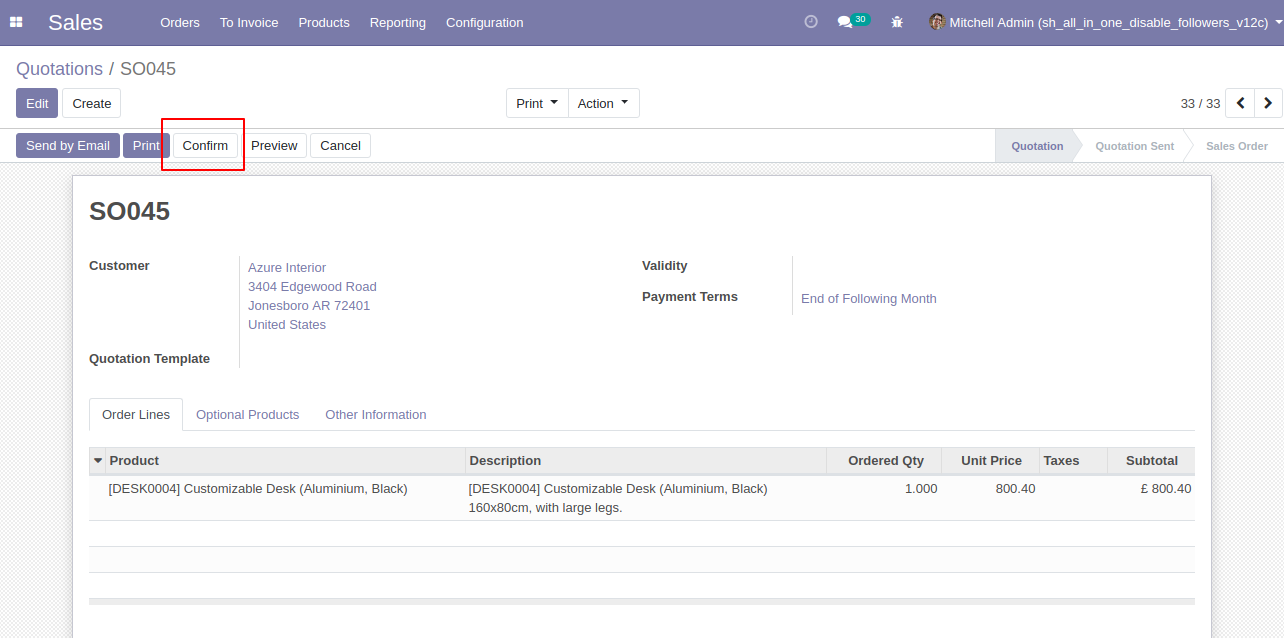 Sales Orders To Invoice Products Reporting Configuration 30 Mitchell Admin (sh_all_in_one_disable_followers_v12c)
Quotations / SO045
Edit Create Print Action 33 / 33
Send by Email Print Confirm Preview Cancel Quotation Quotation Sent Sales Order
SO045
Customer Azure Interior
3404 Edgewood Road
Jonesboro AR 72401
United States
Quotation Template
Validity
Payment Terms End of Following Month
Order Lines Optional Products Other Information
Product Description Ordered Qty Unit Price Taxes Subtotal
[DESK0004] Customizable Desk (Aluminium, Black) [DESK0004] Customizable Desk (Aluminium, Black) 1.000 800.40 £ 800.40
160x80cm, with large legs.